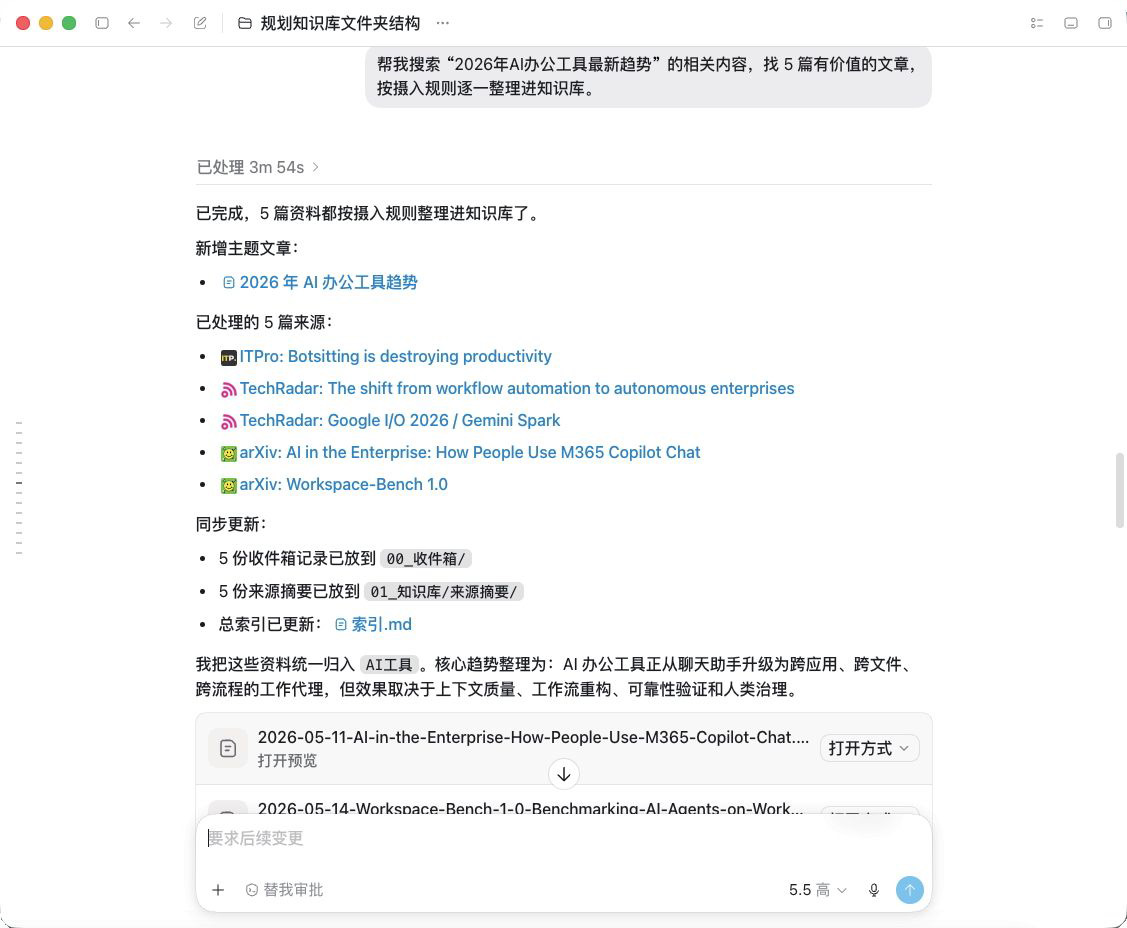 规划知识库文件夹结构 ···
帮我搜索“2026年AI办公工具最新趋势”的相关内容，找 5 篇有价值的文章，
按摄入规则逐一整理进知识库。
已处理 3m 54s
已完成，5 篇资料都按摄入规则整理进知识库了。
新增主题文章：
• 2026 年 AI 办公工具趋势
已处理的 5 篇来源：
• ITP. ITPro: Botsitting is destroying productivity
• TechRadar: The shift from workflow automation to autonomous enterprises
• TechRadar: Google I/O 2026 / Gemini Spark
• arXiv: AI in the Enterprise: How People Use M365 Copilot Chat
• arXiv: Workspace-Bench 1.0
同步更新：
• 5 份收件箱记录已放到 00_收件箱/
• 5 份来源摘要已放到 01_知识库/来源摘要/
• 总索引已更新： 索引.md
我把这些资料统一归入 AI工具 。核心趋势整理为：AI 办公工具正从聊天助手升级为跨应用、跨文件、
跨流程的工作代理，但效果取决于上下文质量、工作流重构、可靠性验证和人类治理。
2026-05-11-AI-in-the-Enterprise-How-People-Use-M365-Copilot-Chat....
打开预览
打开方式
2026-05-14-Workspace-Bench-1-0-Benchmarking-AI-Agents-on-Work...
要求后续变更
替我审批
5.5 高